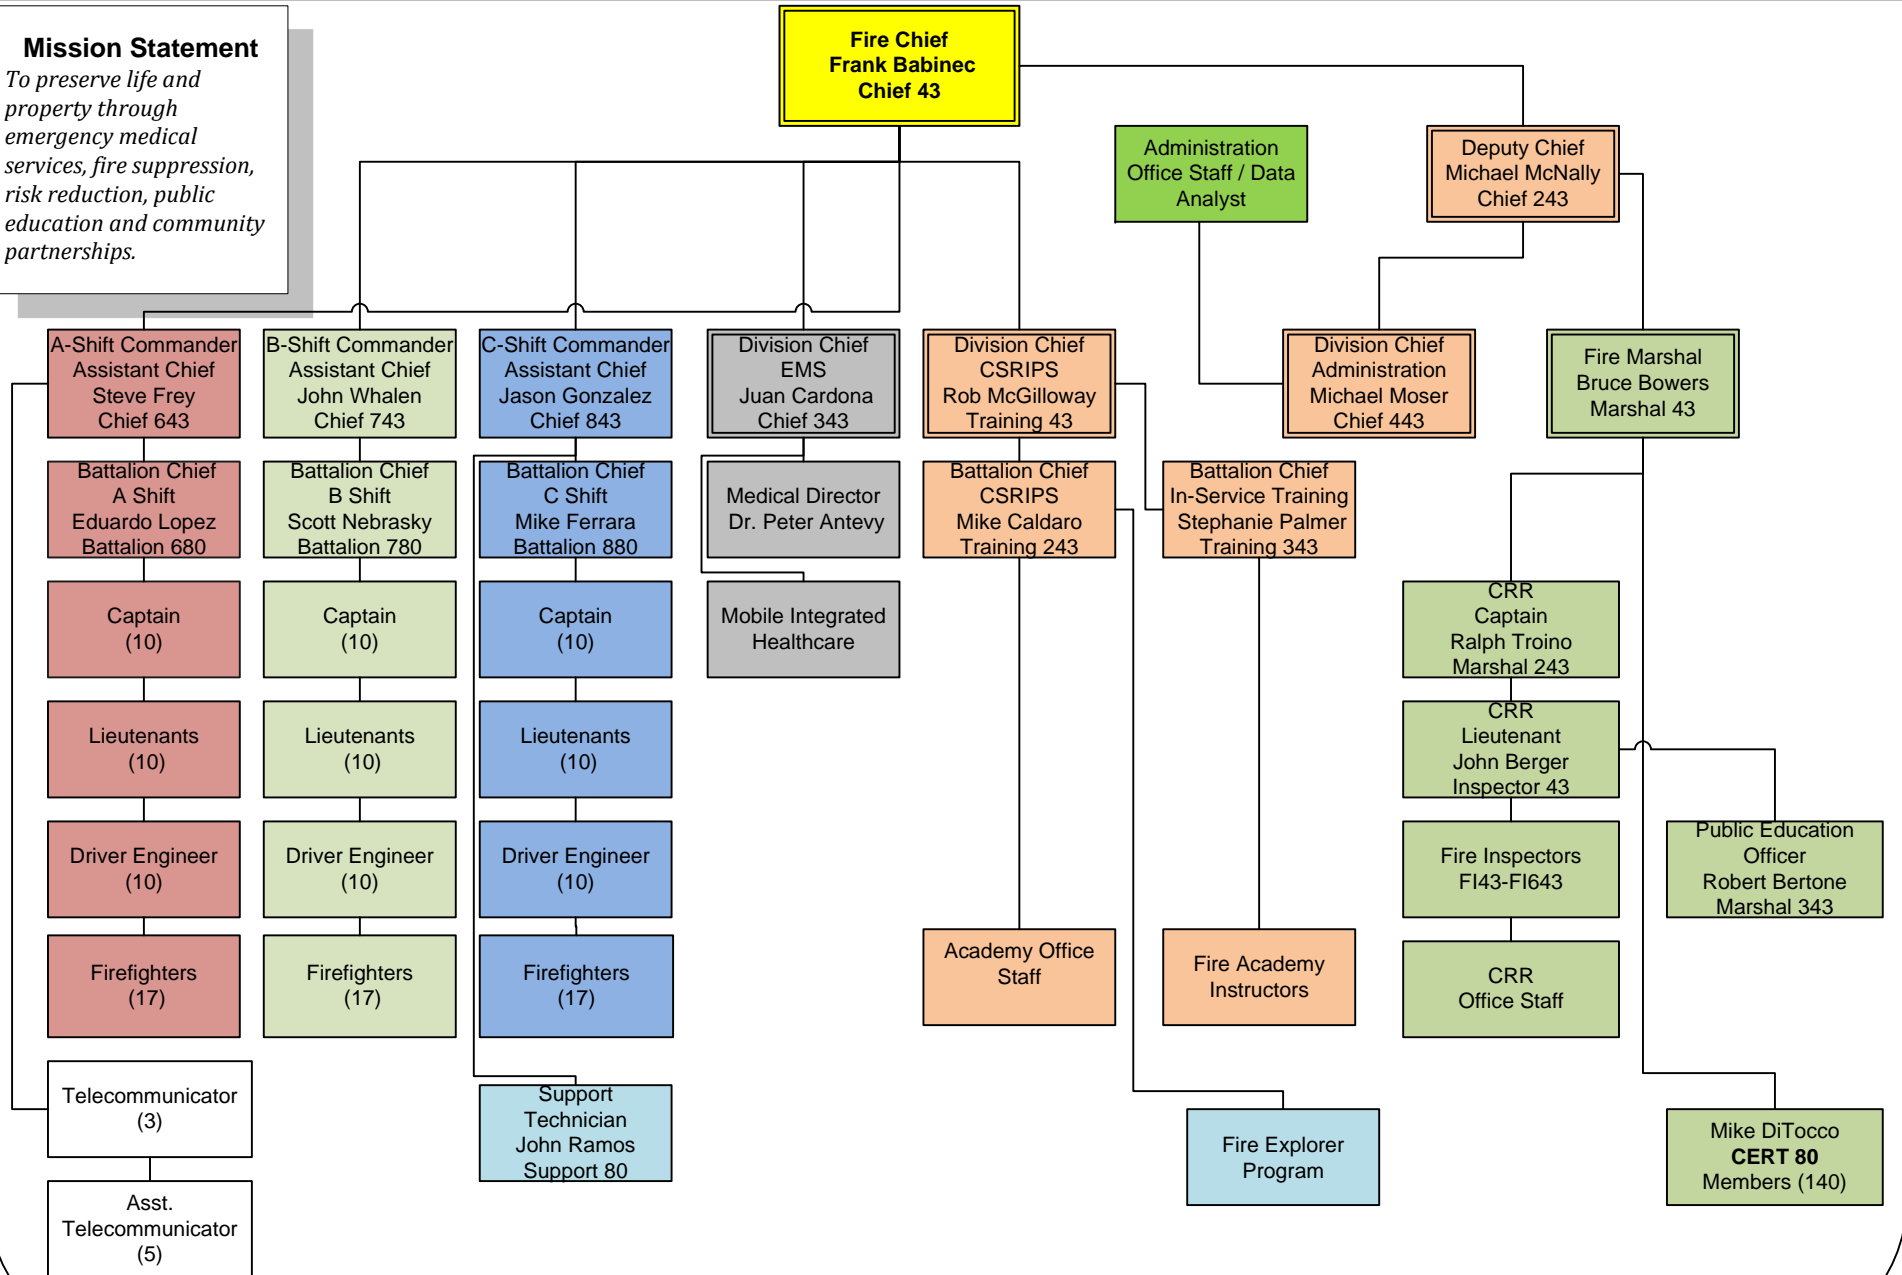 Mission Statement
To preserve life and
property through
emergency medical
services, fire suppression,
risk reduction, public
education and community
partnerships.
Fire Chief
Frank Babinec
Chief 43
Administration
Office Staff / Data
Analyst
Deputy Chief
Michael McNally
Chief 243
A-Shift Commander
Assistant Chief
Steve Frey
Chief 643
B-Shift Commander
Assistant Chief
John Whalen
Chief 743
C-Shift Commander
Assistant Chief
Jason Gonzalez
Chief 843
Division Chief
EMS
Juan Cardona
Chief 343
Division Chief
CSRIPS
Rob McGilloway
Training 43
Division Chief
Administration
Michael Moser
Chief 443
Fire Marshal
Bruce Bowers
Marshal 43
Battalion Chief
A Shift
Eduardo Lopez
Battalion 680
Battalion Chief
B Shift
Scott Nebrasky
Battalion 780
Battalion Chief
C Shift
Mike Ferrara
Battalion 880
Medical Director
Dr. Peter Antevy
Battalion Chief
CSRIPS
Mike Caldaro
Training 243
Battalion Chief
In-Service Training
Stephanie Palmer
Training 343
Captain
(10)
Captain
(10)
Captain
(10)
Mobile Integrated
Healthcare
CRR
Captain
Ralph Troino
Marshal 243
Lieutenants
(10)
Lieutenants
(10)
Lieutenants
(10)
CRR
Lieutenant
John Berger
Inspector 43
Driver Engineer
(10)
Driver Engineer
(10)
Driver Engineer
(10)
Fire Inspectors
FI43-FI643
Public Education
Officer
Robert Bertone
Marshal 343
Firefighters
(17)
Firefighters
(17)
Firefighters
(17)
Academy Office
Staff
Fire Academy
Instructors
CRR
Office Staff
Telecommunicator
(3)
Support
Technician
John Ramos
Support 80
Fire Explorer
Program
Mike DiTocco
CERT 80
Members (140)
Asst.
Telecommunicator
(5)